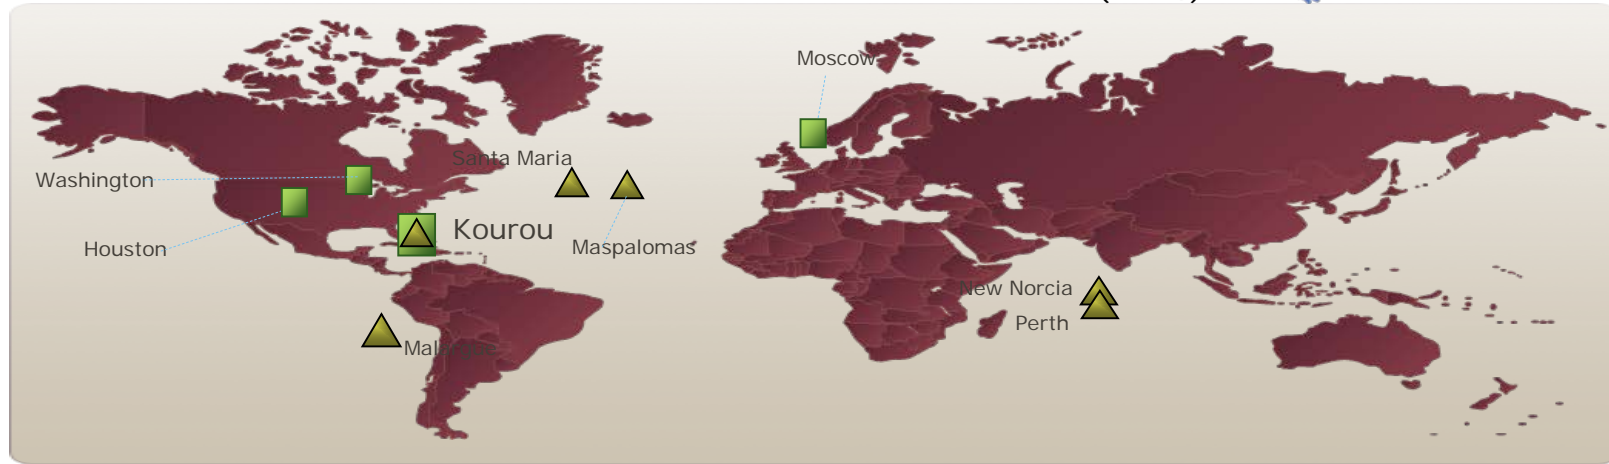 Moscow
Santa Maria
Washington
Kourou
Houston
Maspalomas
New Norcia
Perth